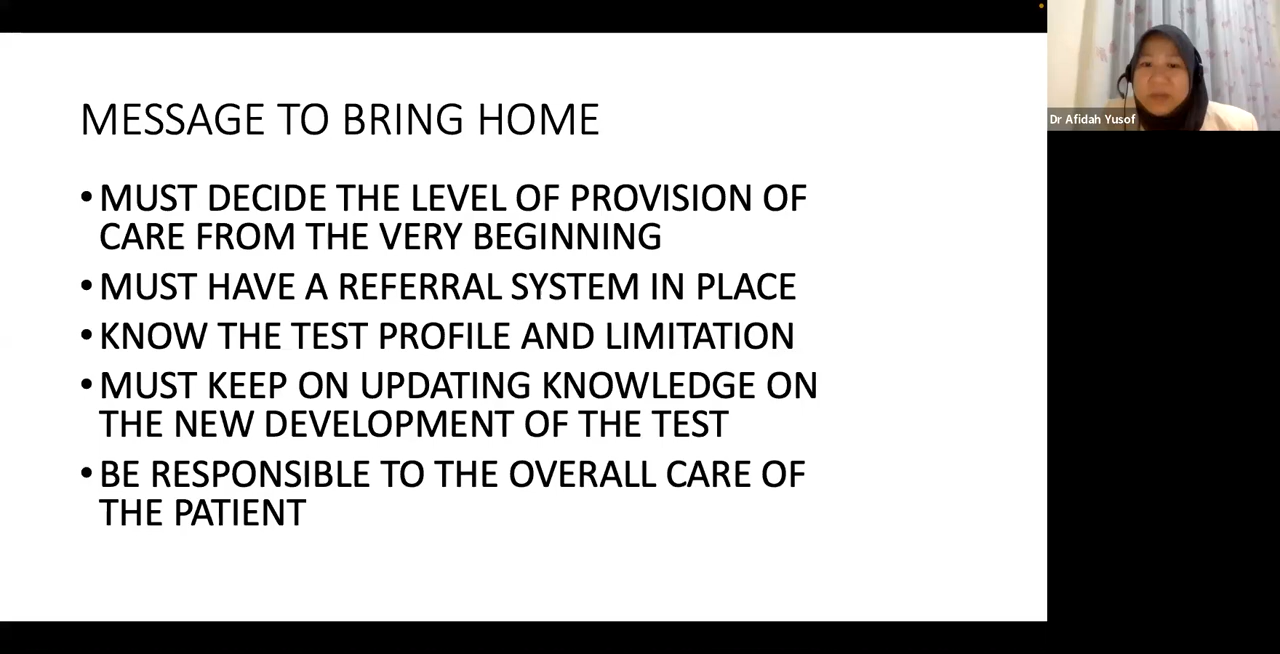 MESSAGE TO BRING HOME
• MUST DECIDE THE LEVEL OF PROVISION OF
CARE FROM THE VERY BEGINNING
• MUST HAVE A REFERRAL SYSTEM IN PLACE
• KNOW THE TEST PROFILE AND LIMITATION
• MUST KEEP ON UPDATING KNOWLEDGE ON
THE NEW DEVELOPMENT OF THE TEST
• BE RESPONSIBLE TO THE OVERALL CARE OF
THE PATIENT
Dr Afidah Yusof